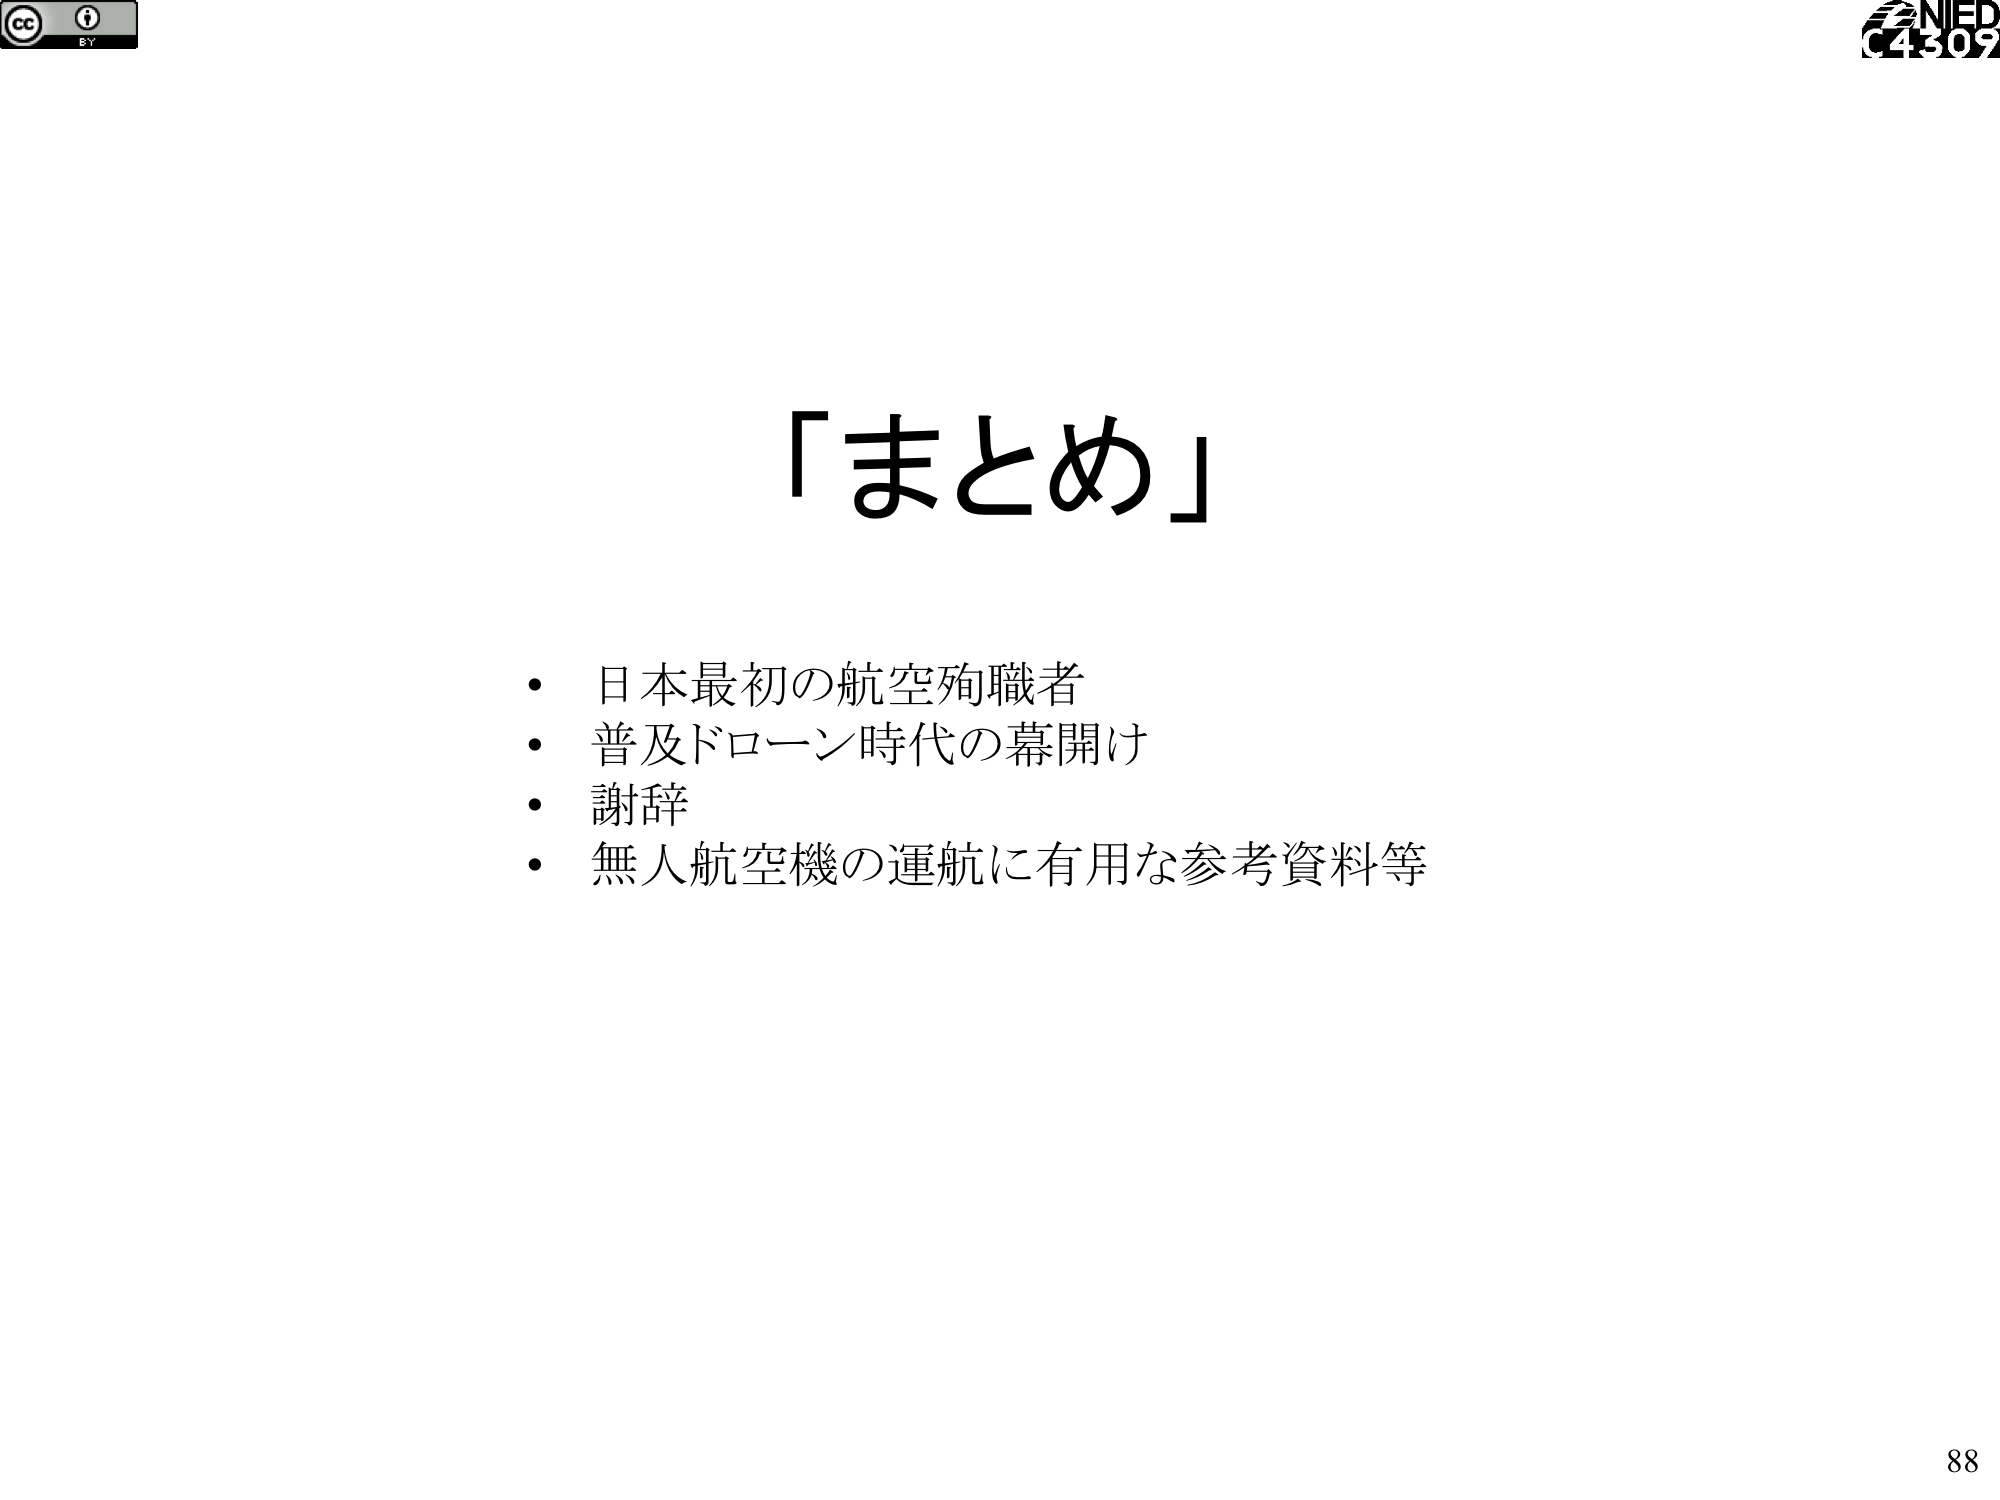 cc
BY
NIED
C4309
「まとめ」
• 日本最初の航空殉職者
• 普及ドローン時代の幕開け
• 謝辞
• 無人航空機の運航に有用な参考資料等
88